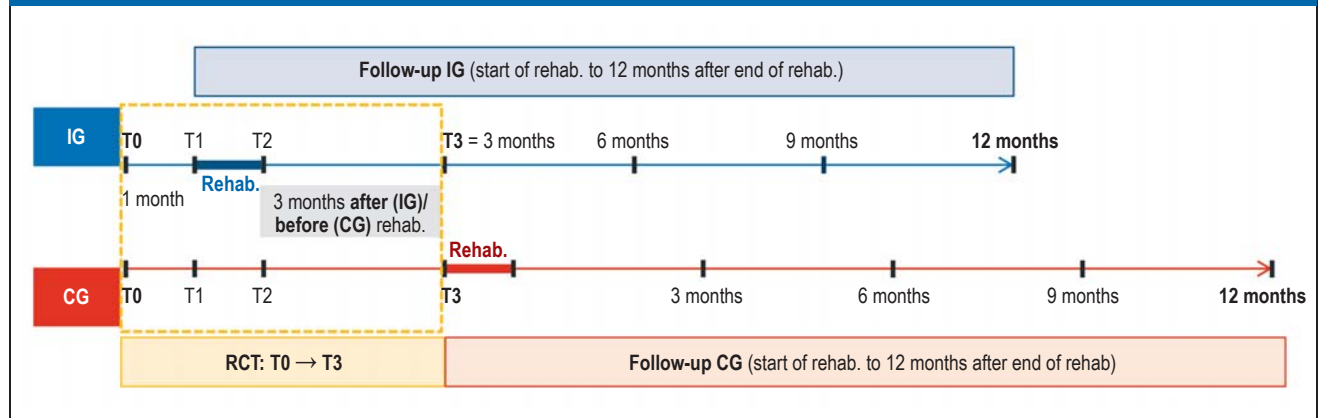 Follow-up IG (start of rehab. to 12 months after end of rehab.)
IG
T0 T1 T2 T3 = 3 months 6 months 9 months 12 months
1 month
Rehab.
3 months after (IG)/
before (CG) rehab.
Rehab.
CG
T0 T1 T2 T3 3 months 6 months 9 months 12 months
RCT: T0 → T3
Follow-up CG (start of rehab. to 12 months after end of rehab)